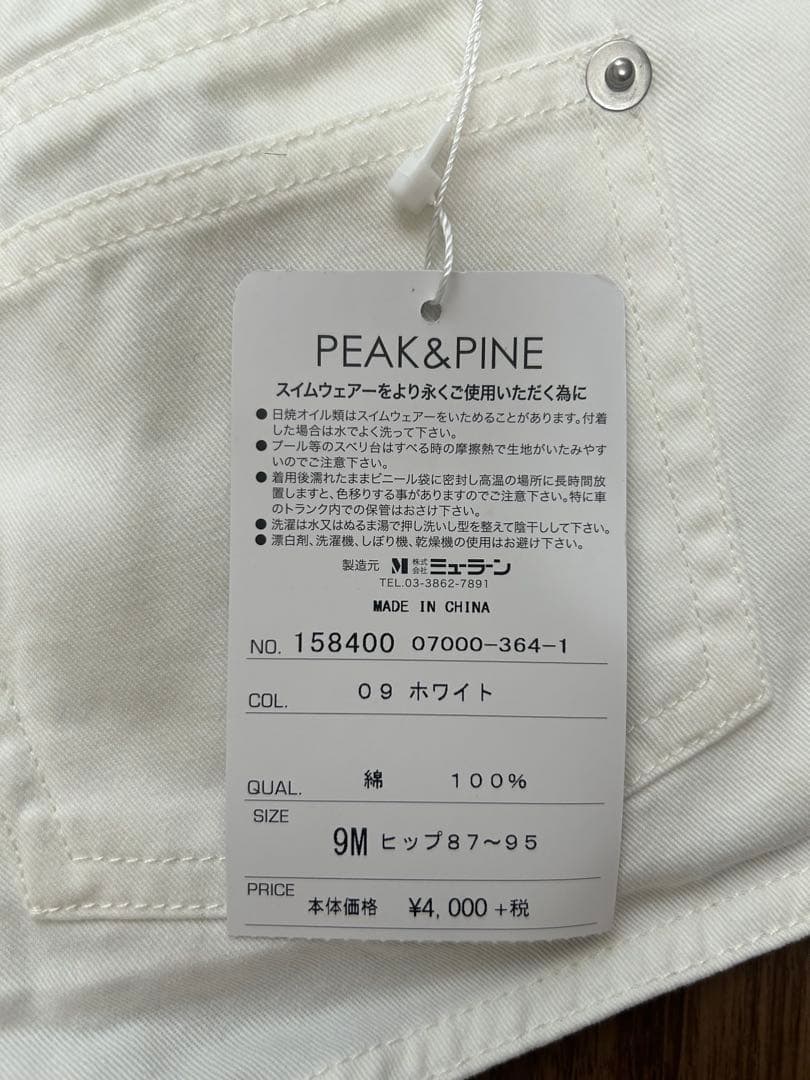 PEAK&PINE
スイムウェアーをより永くご使用いただく為に
●日焼オイル類はスイムウェアーをいためることがあります。付着
した場合は水でよく洗って下さい。
●プール等のスベリ台はすべる時の摩擦熱で生地がいたみやす
いのでご注意下さい。
●着用後濡れたままビニール袋に密封し高温の場所に長時間放
置しますと、色移りする事がありますのでご注意下さい。特に車
のトランク内での保管はおさけ下さい。
●洗濯は水又はぬるま湯で押し洗いし型を整えて陰干しして下さい。
●漂白剤、洗濯機、しぼり機、乾燥機の使用はお避け下さい。
製造元 M 株式会社 ミューラーン
TEL.03-3862-7891
MADE IN CHINA
NO. 158400 07000-364-1
COL. 09 ホワイト
QUAL. 綿 100%
SIZE
9M ヒップ87~95
PRICE 本体価格 ¥4,000+税